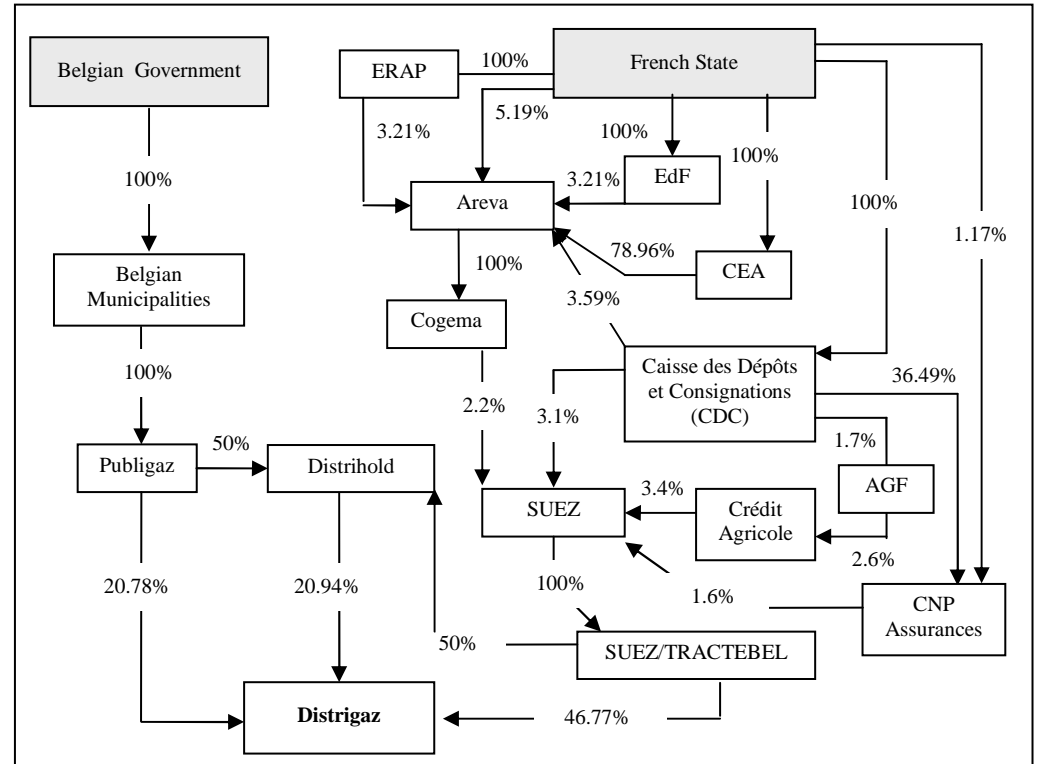 Belgian Government
ERAP
100%
French State
3.21%
5.19%
100%
100%
100%
3.21%
EdF
100%
1.17%
Areva
78.96%
CEA
Belgian
Municipalities
100%
3.59%
Cogema
Caisse des Dépôts
et Consignations
(CDC)
36.49%
100%
2.2%
3.1%
1.7%
Publigaz
50%
Distrihold
SUEZ
3.4%
Crédit
Agricole
AGF
2.6%
20.78%
20.94%
100%
1.6%
CNP
Assurances
50%
SUEZ/TRACTEBEL
Distrigaz
46.77%